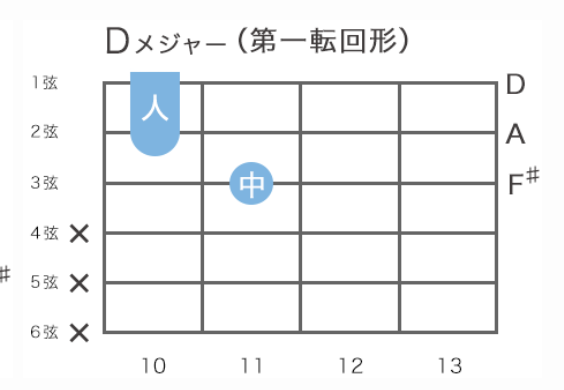 Dメジャー(第一転回形)
1弦 人 D
2弦 A
3弦 中 F#
4弦 ×
# 5弦 ×
6弦 ×
10 11 12 13